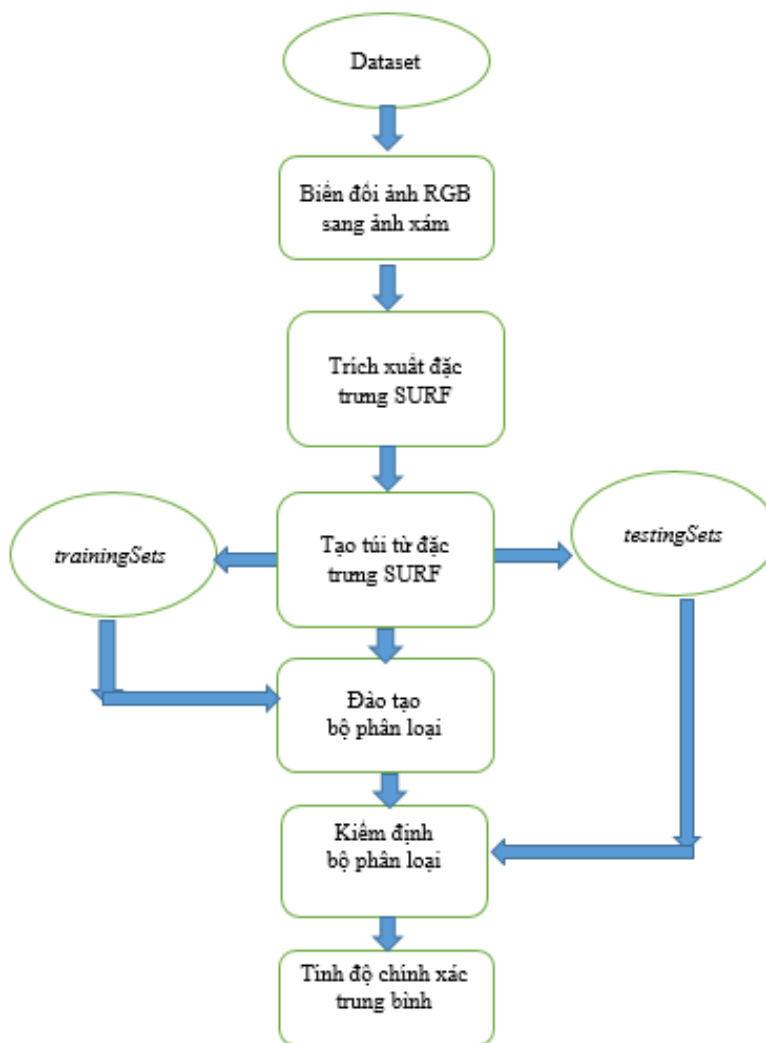 Dataset
Biến đổi ảnh RGB
sang ảnh xám
Trích xuất đặc
trưng SURF
trainingSets
Tạo túi từ đặc
trưng SURF
testingSets
Đào tạo
bộ phân loại
Kiểm định
bộ phân loại
Tính độ chính xác
trung bình